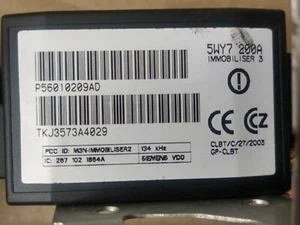 5WY7 200A
IMMOBILISER 3
P56010209AD
TKJ3573A4029
CLBT/C/27/2003
GP-CLBT
FCC ID: M3N-IMMOBILISER2 134 kHz
IC: 267 102 1864A SIEMENS VDO